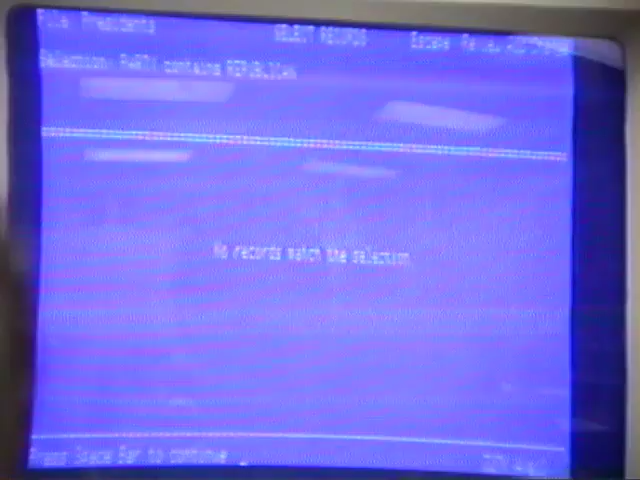 File: Presidents
SELECT RECORDS
Escape:
Selection: PARTY contains REPUBLICAN
No records match the selection.
Press Space Bar to continue